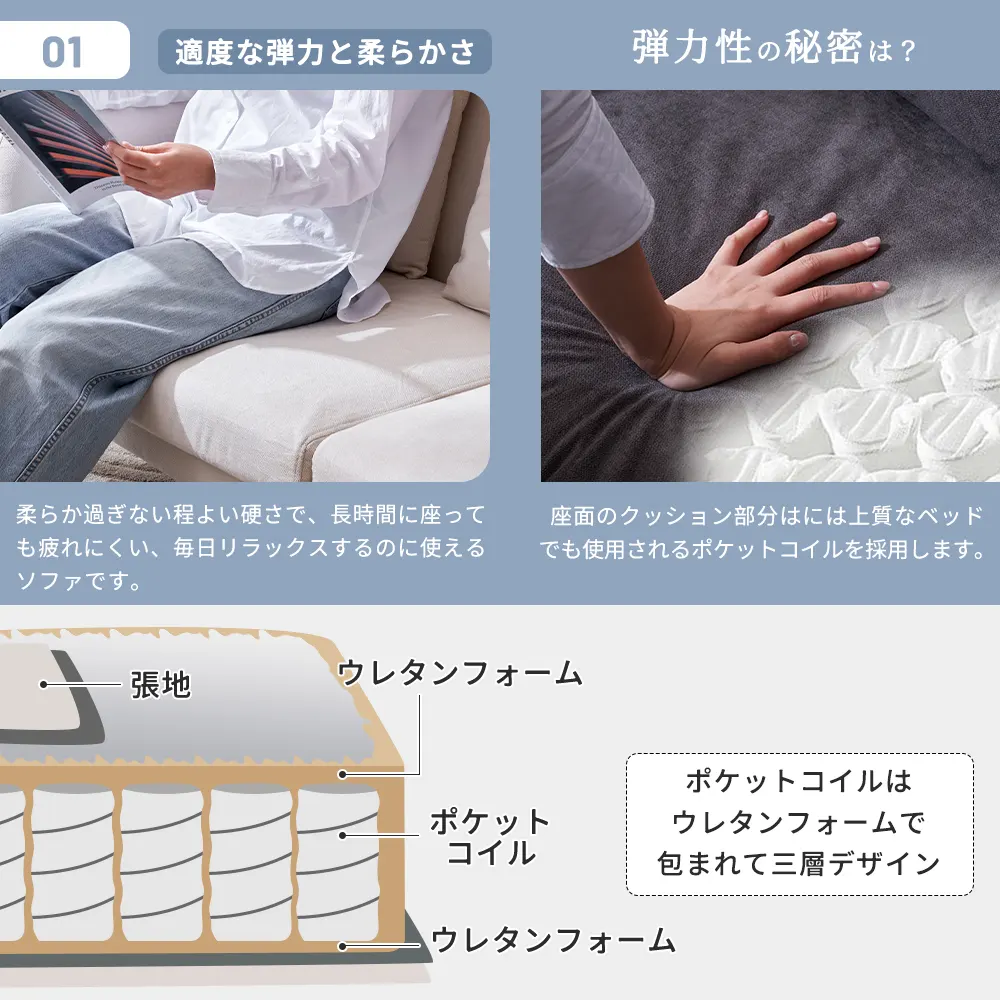 01
適度な弾力と柔らかさ
弾力性の秘密は？
柔らか過ぎない程よい硬さで、長時間に座って
も疲れにくい、毎日リラックスするのに使える
ソファです。
座面のクッション部分はには上質なベッド
でも使用されるポケットコイルを採用します。
張地
ウレタンフォーム
ポケット
コイル
ウレタンフォーム
ポケットコイルは
ウレタンフォームで
包まれて三層デザイン